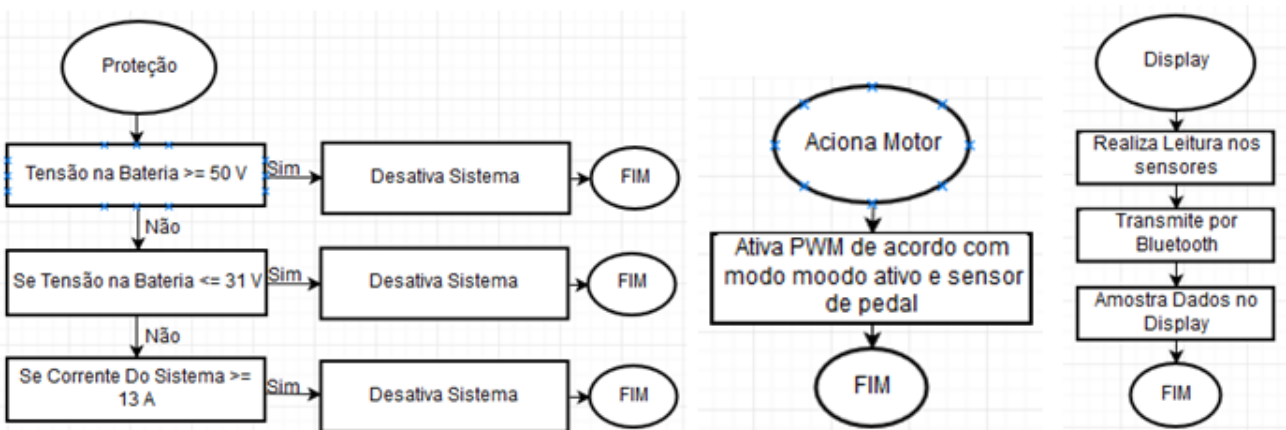 Proteção
Tensão na Bateria >= 50 V
Sim
Desativa Sistema
FIM
Não
Se Tensão na Bateria <= 31 V
Sim
Desativa Sistema
FIM
Não
Se Corrente Do Sistema >=
13 A
Sim
Desativa Sistema
FIM
Aciona Motor
Ativa PWM de acordo com
modo moodo ativo e sensor
de pedal
FIM
Display
Realiza Leitura nos
sensores
Transmite por
Bluetooth
Amostra Dados no
Display
FIM